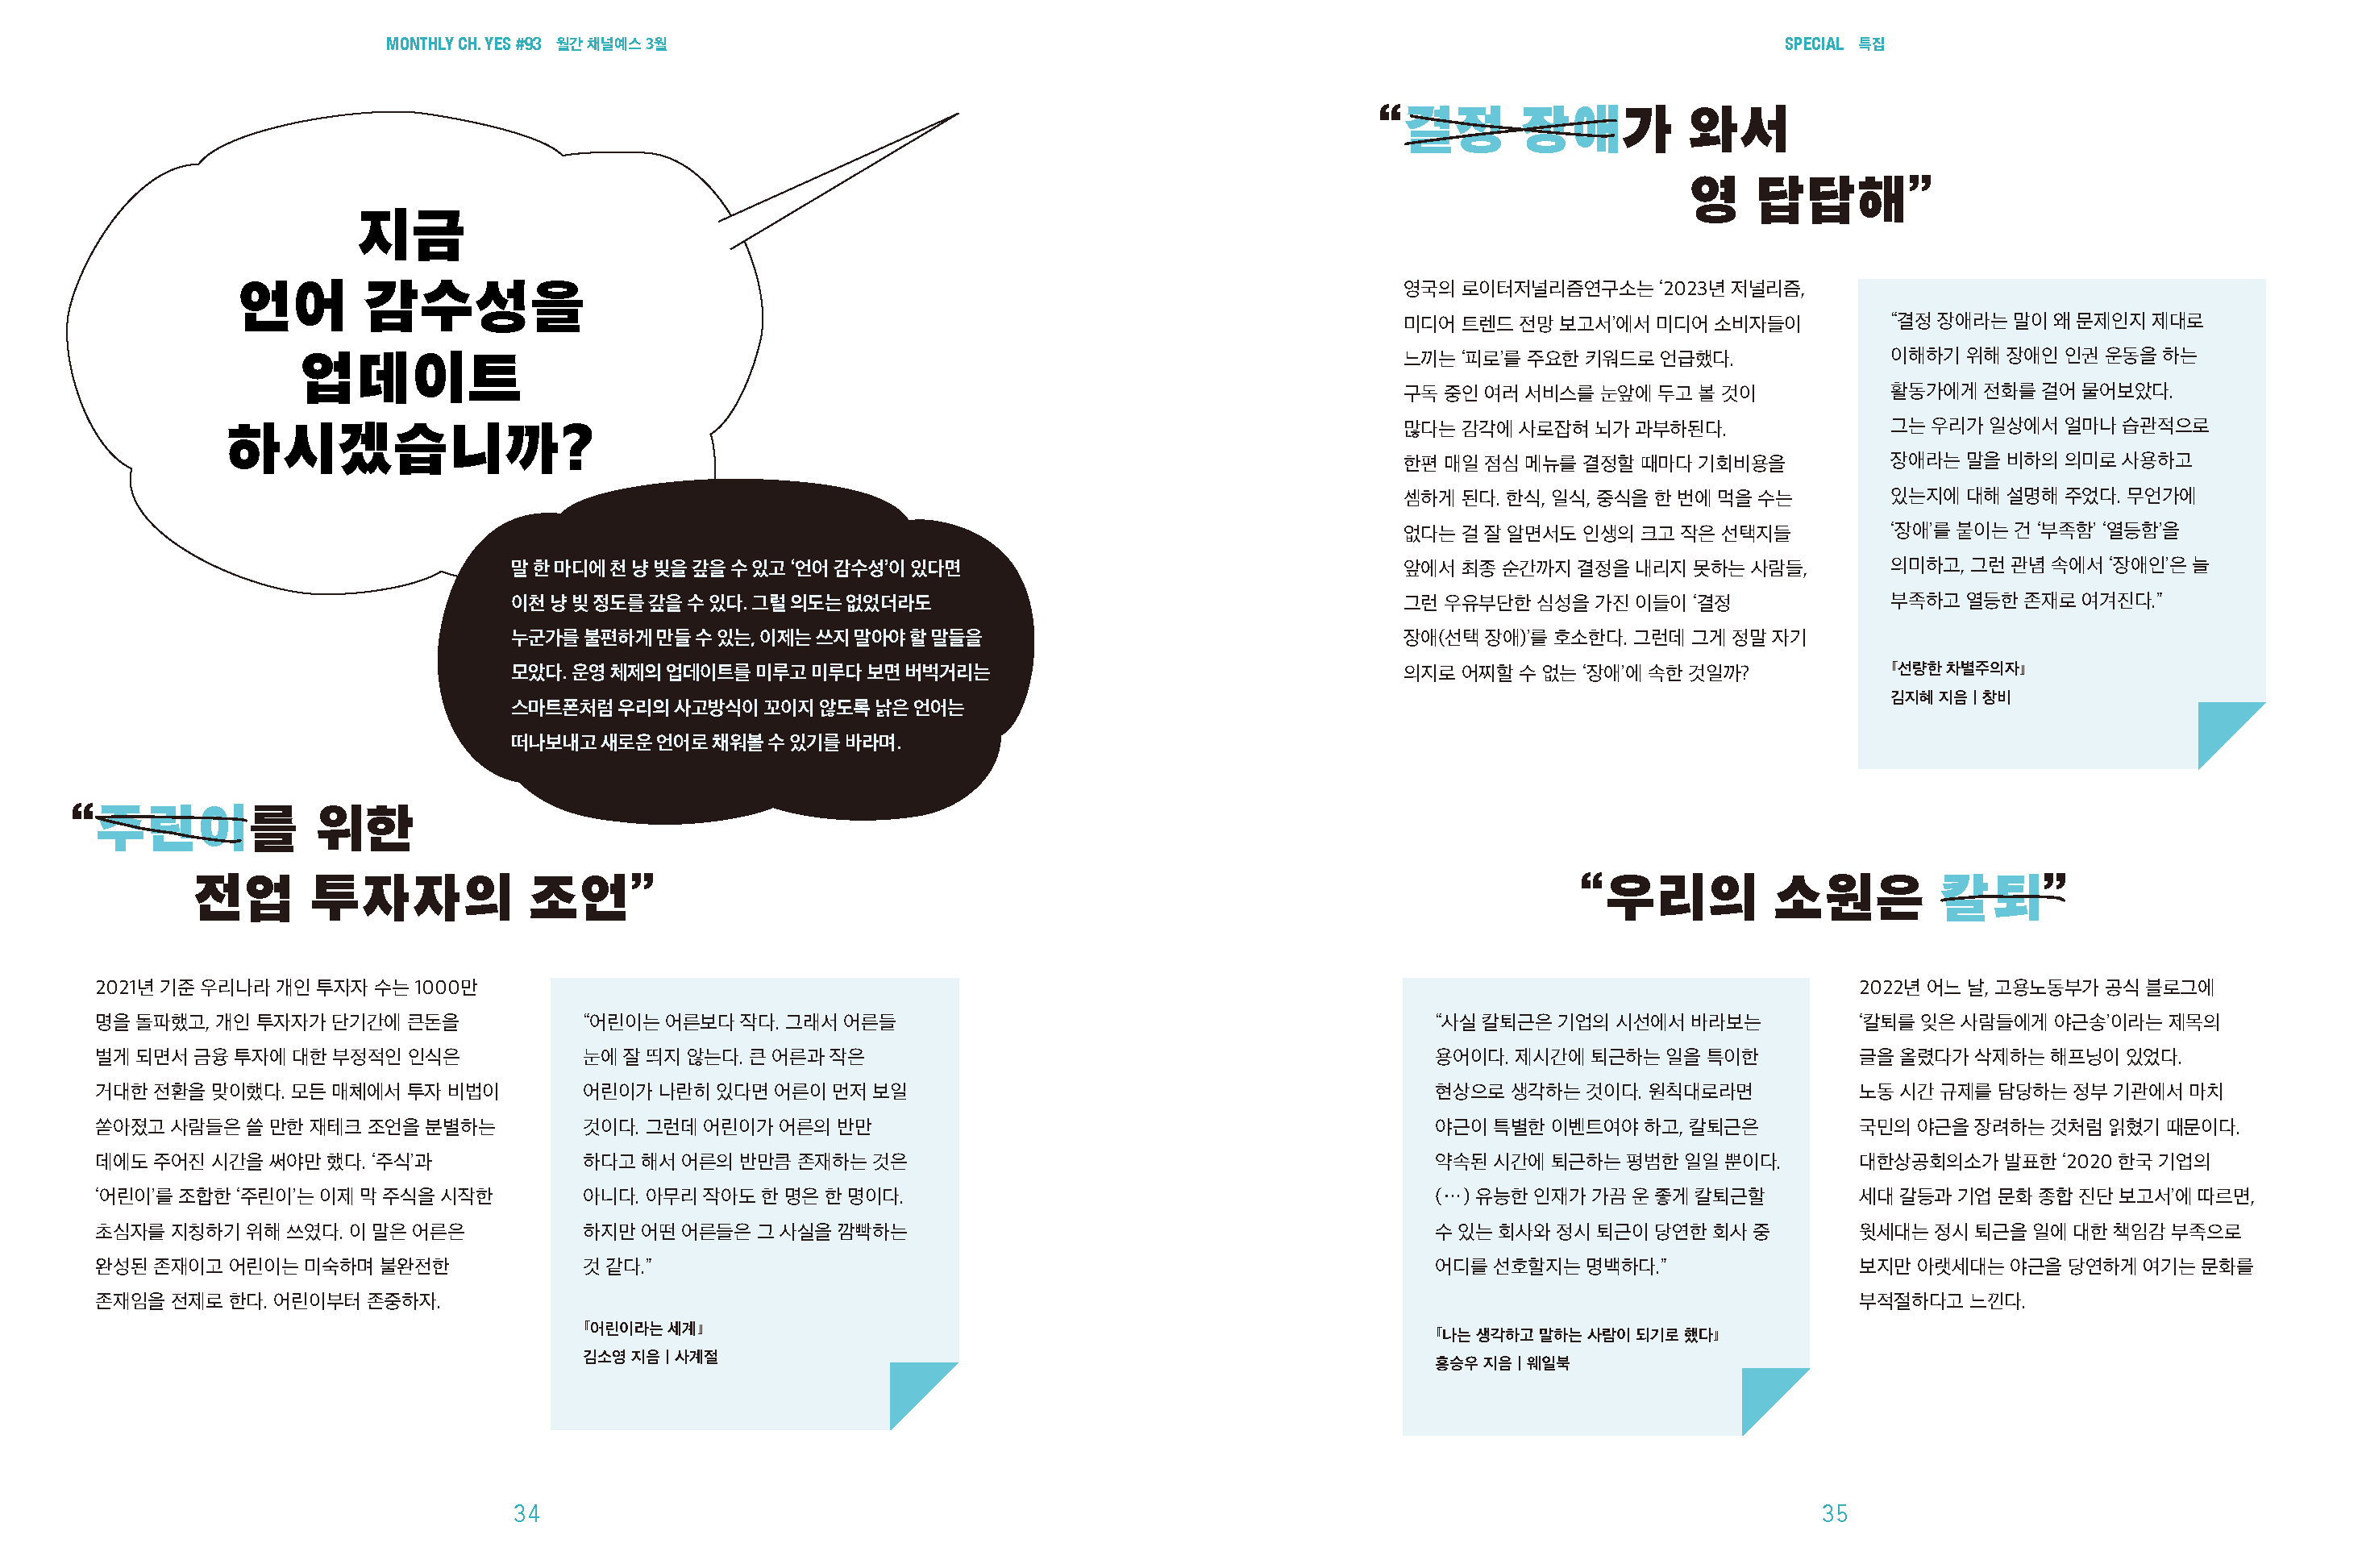 MONTHLY CH. YES #93 월간 채널예스 3월
지금
언어 감수성을
업데이트
하시겠습니까?
말 한 마디에 천 냥 빚을 갚을 수 있고 ‘언어 감수성’이 있다면
이천 냥 빚 정도를 갚을 수 있다. 그럴 의도는 없었더라도
누군가를 불편하게 만들 수 있는, 이제는 쓰지 말아야 할 말들을
모았다. 운영 체제의 업데이트를 미루고 미루다 보면 버벅거리는
스마트폰처럼 우리의 사고방식이 꼬이지 않도록 낡은 언어는
떠나보내고 새로운 언어로 채워볼 수 있기를 바라며.
“주린이를 위한
전업 투자자의 조언”
2021년 기준 우리나라 개인 투자자 수는 1000만
명을 돌파했고, 개인 투자자가 단기간에 큰돈을
벌게 되면서 금융 투자에 대한 부정적인 인식은
거대한 전환을 맞이했다. 모든 매체에서 투자 비법이
쏟아졌고 사람들은 쓸 만한 재테크 조언을 분별하는
데에도 주어진 시간을 써야만 했다. ‘주식’과
‘어린이’를 조합한 ‘주린이’는 이제 막 주식을 시작한
초심자를 지칭하기 위해 쓰였다. 이 말은 어른은
완성된 존재이고 어린이는 미숙하며 불완전한
존재임을 전제로 한다. 어린이부터 존중하자.
“어린이는 어른보다 작다. 그래서 어른들
눈에 잘 띄지 않는다. 큰 어른과 작은
어린이가 나란히 있다면 어른이 먼저 보일
것이다. 그런데 어린이가 어른의 반만
하다고 해서 어른의 반만큼 존재하는 것은
아니다. 아무리 작아도 한 명은 한 명이다.
하지만 어떤 어른들은 그 사실을 깜빡하는
것 같다.”
『어린이라는 세계』
김소영 지음 | 사계절
34
SPECIAL 특집
“결정 장애가 와서
영 답답해”
영국의 로이터저널리즘연구소는 ‘2023년 저널리즘,
미디어 트렌드 전망 보고서’에서 미디어 소비자들이
느끼는 ‘피로’를 주요한 키워드로 언급했다.
구독 중인 여러 서비스를 눈앞에 두고 볼 것이
많다는 감각에 사로잡혀 뇌가 과부하된다.
한편 매일 점심 메뉴를 결정할 때마다 기회비용을
셈하게 된다. 한식, 일식, 중식을 한 번에 먹을 수는
없다는 걸 잘 알면서도 인생의 크고 작은 선택지들
앞에서 최종 순간까지 결정을 내리지 못하는 사람들,
그런 우유부단한 심성을 가진 이들이 ‘결정
장애(선택 장애)’를 호소한다. 그런데 그게 정말 자기
의지로 어찌할 수 없는 ‘장애’에 속한 것일까?
“결정 장애라는 말이 왜 문제인지 제대로
이해하기 위해 장애인 인권 운동을 하는
활동가에게 전화를 걸어 물어보았다.
그는 우리가 일상에서 얼마나 습관적으로
장애라는 말을 비하의 의미로 사용하고
있는지에 대해 설명해 주었다. 무언가에
‘장애’를 붙이는 건 ‘부족함’ ‘열등함’을
의미하고, 그런 관념 속에서 ‘장애인’은 늘
부족하고 열등한 존재로 여겨진다.”
『선량한 차별주의자』
김지혜 지음 | 창비
“우리의 소원은 칼퇴”
“사실 칼퇴근은 기업의 시선에서 바라보는
용어이다. 제시간에 퇴근하는 일을 특이한
현상으로 생각하는 것이다. 원칙대로라면
야근이 특별한 이벤트여야 하고, 칼퇴근은
약속된 시간에 퇴근하는 평범한 일일 뿐이다.
(…) 유능한 인재가 가끔 운 좋게 칼퇴근할
수 있는 회사와 정시 퇴근이 당연한 회사 중
어디를 선호할지는 명백하다.”
『나는 생각하고 말하는 사람이 되기로 했다』
홍승우 지음 | 웨일북
2022년 어느 날, 고용노동부가 공식 블로그에
‘칼퇴를 잊은 사람들에게 야근송’이라는 제목의
글을 올렸다가 삭제하는 해프닝이 있었다.
노동 시간 규제를 담당하는 정부 기관에서 마치
국민의 야근을 장려하는 것처럼 읽혔기 때문이다.
대한상공회의소가 발표한 ‘2020 한국 기업의
세대 갈등과 기업 문화 종합 진단 보고서’에 따르면,
윗세대는 정시 퇴근을 일에 대한 책임감 부족으로
보지만 아랫세대는 야근을 당연하게 여기는 문화를
부적절하다고 느낀다.
35